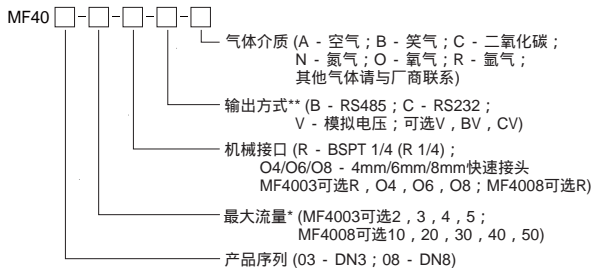 MF40 □-□-□-□-□
气体介质 (A - 空气；B - 笑气；C - 二氧化碳；
N - 氮气；O - 氧气；R - 氩气；
其他气体请与厂商联系)
输出方式** (B - RS485；C - RS232；
V - 模拟电压；可选V，BV，CV)
机械接口 (R - BSPT 1/4 (R 1/4)；
O4/O6/O8 - 4mm/6mm/8mm快速接头
MF4003可选R，O4，O6，O8；MF4008可选R)
最大流量* (MF4003可选2，3，4，5；
MF4008可选10，20，30，40，50)
产品序列 (03 - DN3；08 - DN8)